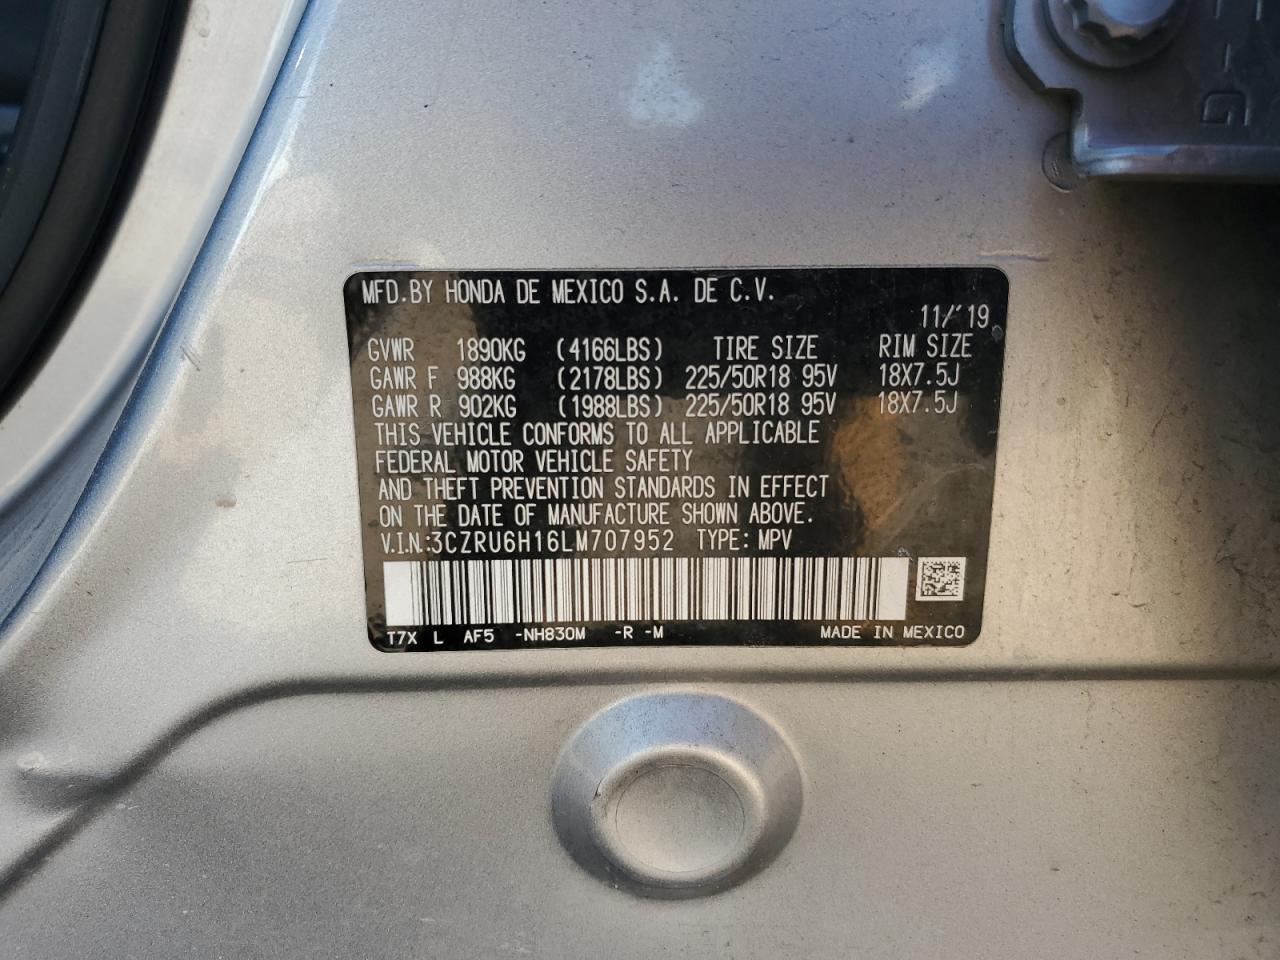 MFD.BY HONDA DE MEXICO S.A. DE C.V.
11/'19
GVWR 1890KG (4166LBS) TIRE SIZE RIM SIZE
GAWR F 988KG (2178LBS) 225/50R18 95V 18X7.5J
GAWR R 902KG (1988LBS) 225/50R18 95V 18X7.5J
THIS VEHICLE CONFORMS TO ALL APPLICABLE
FEDERAL MOTOR VEHICLE SAFETY
AND THEFT PREVENTION STANDARDS IN EFFECT
ON THE DATE OF MANUFACTURE SHOWN ABOVE.
V.I.N.:3CZRU6H16LM707952 TYPE: MPV
T7X L AF5 -NH830M -R -M MADE IN MEXICO